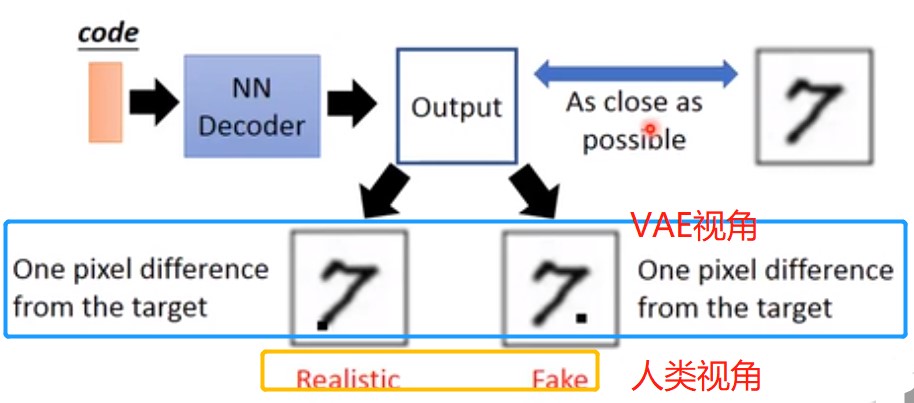 code
NN
Decoder
Output
As close as
possible
VAE视角
One pixel difference
from the target
One pixel difference
from the target
Realistic
Fake
人类视角